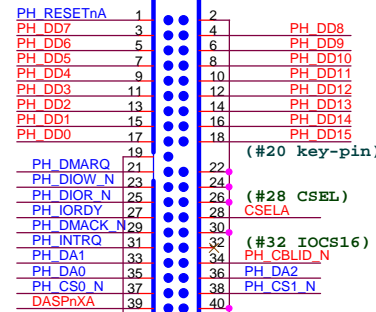 PH_RESETnA 1 2
PH_DD7 3 4 PH_DD8
PH_DD6 5 6 PH_DD9
PH_DD5 7 8 PH_DD10
PH_DD4 9 10 PH_DD11
PH_DD3 11 12 PH_DD12
PH_DD2 13 14 PH_DD13
PH_DD1 15 16 PH_DD14
PH_DD0 17 18 PH_DD15
19 (#20 key-pin)
PH_DMARQ 21 22
PH_DIOW_N 23 24
PH_DIOR_N 25 26 (#28 CSEL)
PH_IORDY 27 28 CSELA
PH_DMACK_N 29 30
PH_INTRQ 31 32 (#32 IOCS16)
PH_DA1 33 34 PH_CBLID_N
PH_DA0 35 36 PH_DA2
PH_CS0_N 37 38 PH_CS1_N
DASPnXA 39 40